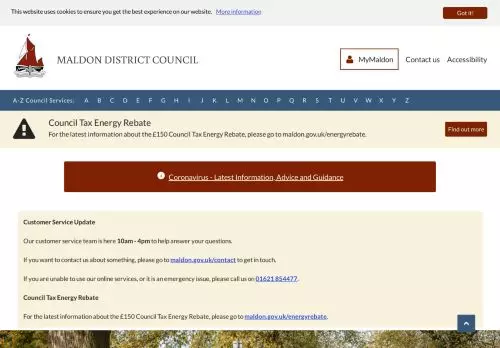 This website uses cookies to ensure you get the best experience on our website. More information
Got It!
MALDON DISTRICT COUNCIL
MyMaldon
Contact us
Accessibility
A-Z Council Services: A B C D E F G H I J K L M N O P Q R S T U V W X Y Z
Council Tax Energy Rebate
For the latest information about the £150 Council Tax Energy Rebate, please go to maldon.gov.uk/energyrebate.
Find out more
Coronavirus - Latest Information, Advice and Guidance
Customer Service Update
Our customer service team is here 10am - 4pm to help answer your questions.
If you want to contact us about something, please go to maldon.gov.uk/contact to get in touch.
If you are unable to use our online services, or it is an emergency issue, please call us on 01621 854477.
Council Tax Energy Rebate
For the latest information about the £150 Council Tax Energy Rebate, please go to maldon.gov.uk/energyrebate.